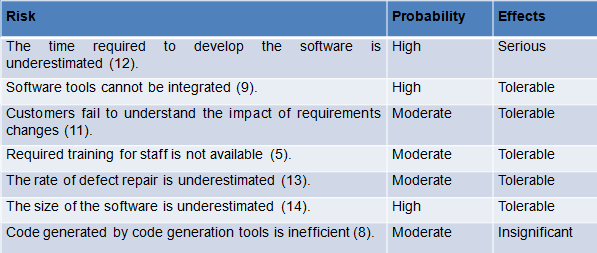 Risk Probability Effects
The time required to develop the software is High Serious
underestimated (12).
Software tools cannot be integrated (9). High Tolerable
Customers fail to understand the impact of requirements Moderate Tolerable
changes (11).
Required training for staff is not available (5). Moderate Tolerable
The rate of defect repair is underestimated (13). Moderate Tolerable
The size of the software is underestimated (14). High Tolerable
Code generated by code generation tools is inefficient (8). Moderate Insignificant